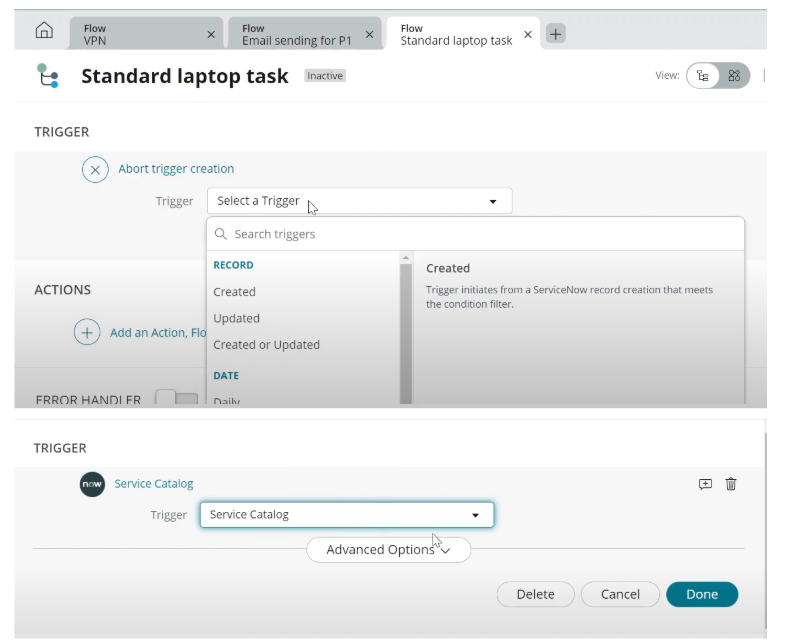 Flow
VPN
Flow
Email sending for P1
Flow
Standard laptop task
Standard laptop task
Inactive
View:
TRIGGER
Abort trigger creation
Trigger
Select a Trigger
Search triggers
RECORD
Created
Updated
Created or Updated
DATE
Daily
Created
Trigger initiates from a ServiceNow record creation that meets
the condition filter.
ACTIONS
Add an Action, Flo
ERROR HANDLER
TRIGGER
now
Service Catalog
Trigger
Service Catalog
Advanced Options
Delete
Cancel
Done